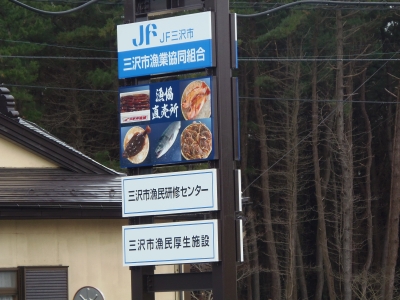 JF JF三沢市
三沢市漁業協同組合
漁協
直売所
三沢市漁民研修センター
三沢市漁民厚生施設